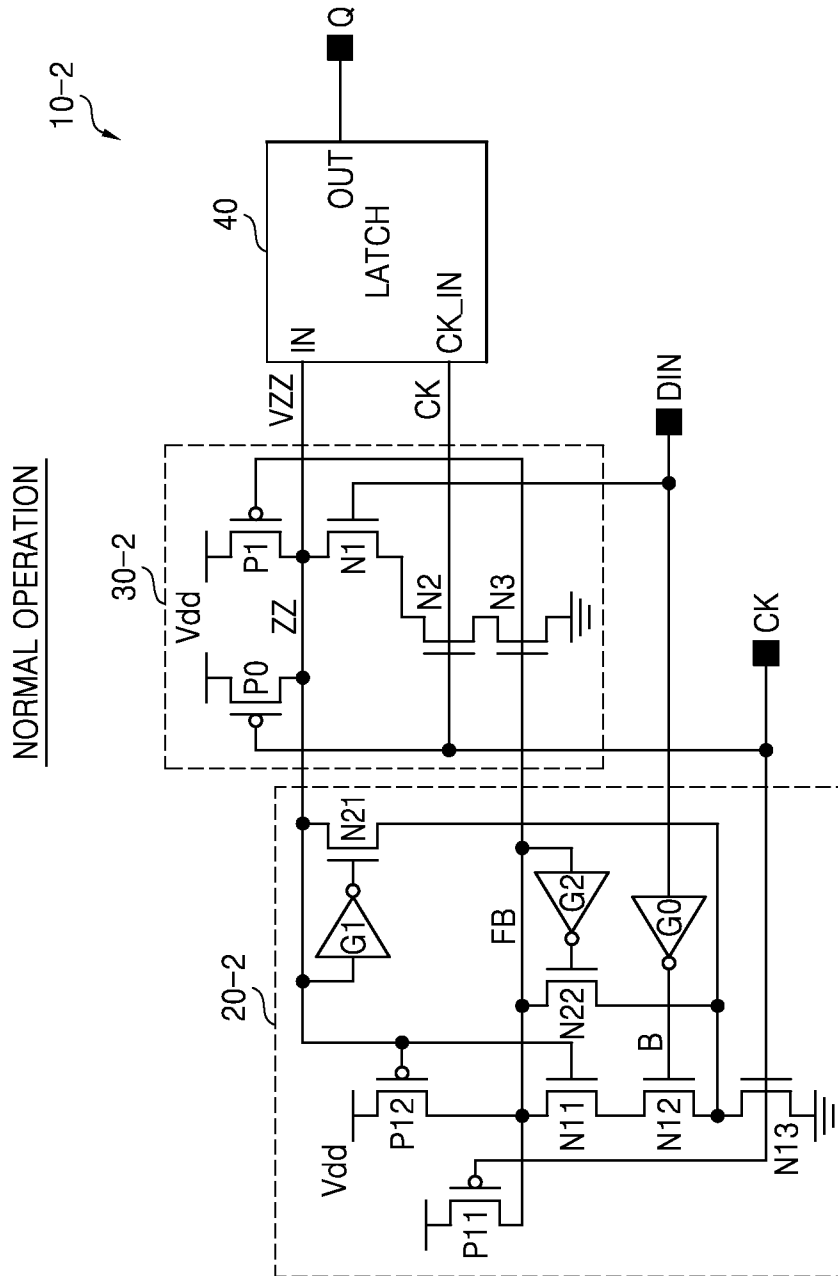 NORMAL OPERATION
10-2
20-2
30-2
40
Vdd
P11
P12
N11
N12
N13
N22
B
FB
G2
G0
G1
N21
Vdd
P0
ZZ
P1
N1
N2
N3
VZZ
CK
IN
OUT
LATCH
CK_IN
Q
DIN
CK